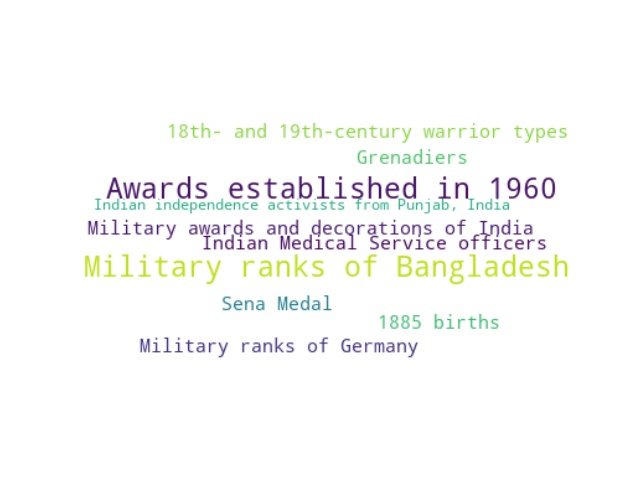 18th- and 19th-century warrior types
Grenadiers
Awards established in 1960
Indian independence activists from Punjab, India
Military awards and decorations of India
Indian Medical Service officers
Military ranks of Bangladesh
Sena Medal
1885 births
Military ranks of Germany